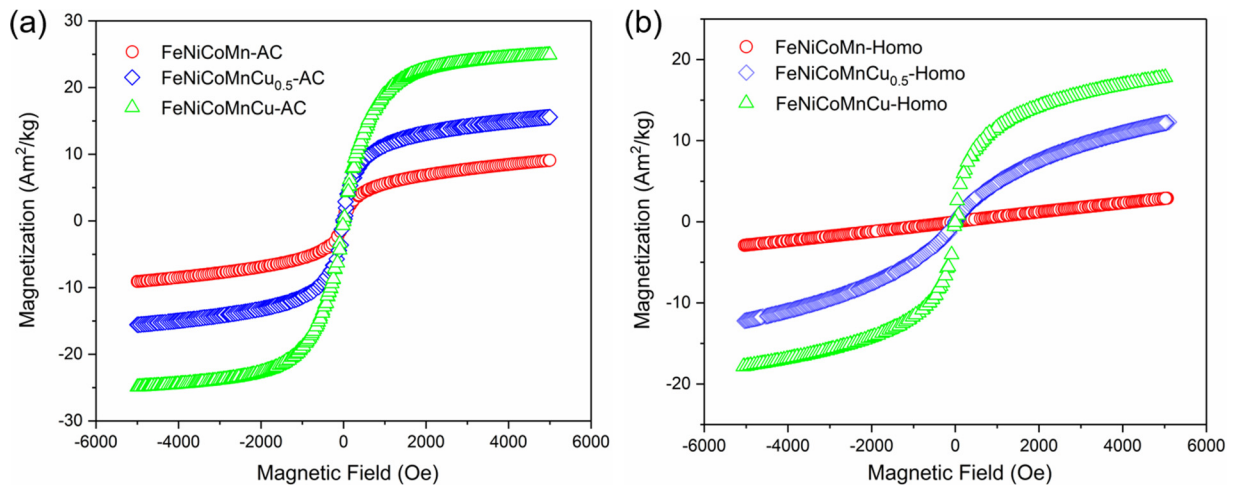 (a)
FeNiCoMn-AC
FeNiCoMnCu0.5-AC
FeNiCoMnCu-AC
Magnetization (Am2/kg)
30
20
10
0
-10
-20
-30
-6000 -4000 -2000 0 2000 4000 6000
Magnetic Field (Oe)
(b)
FeNiCoMn-Homo
FeNiCoMnCu0.5-Homo
FeNiCoMnCu-Homo
Magnetization (Am2/kg)
20
10
0
-10
-20
-6000 -4000 -2000 0 2000 4000 6000
Magnetic Field (Oe)